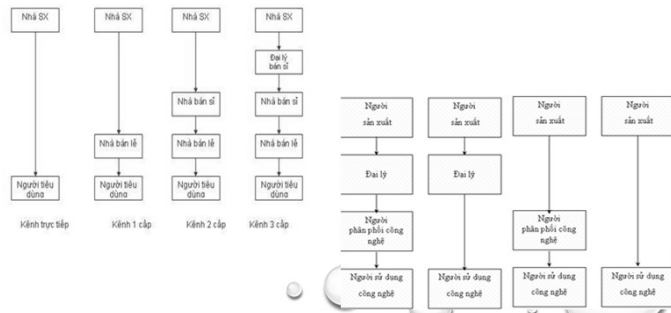 Nhà SX
Nhà SX
Nhà SX
Nhà SX
Đại lý
bán sỉ
Nhà bán sỉ
Nhà bán sỉ
Nhà bán lẻ
Nhà bán lẻ
Nhà bán lẻ
Người tiêu
dùng
Người tiêu
dùng
Người tiêu
dùng
Người tiêu
dùng
Kênh trực tiếp
Kênh 1 cấp
Kênh 2 cấp
Kênh 3 cấp
Người
sản xuất
Người
sản xuất
Người
sản xuất
Người
sản xuất
Đại lý
Đại lý
Người
phân phối công
nghệ
Người
phân phối công
nghệ
Người sử dụng
công nghệ
Người sử dụng
công nghệ
Người sử dụng
công nghệ
Người sử dụng
công nghệ